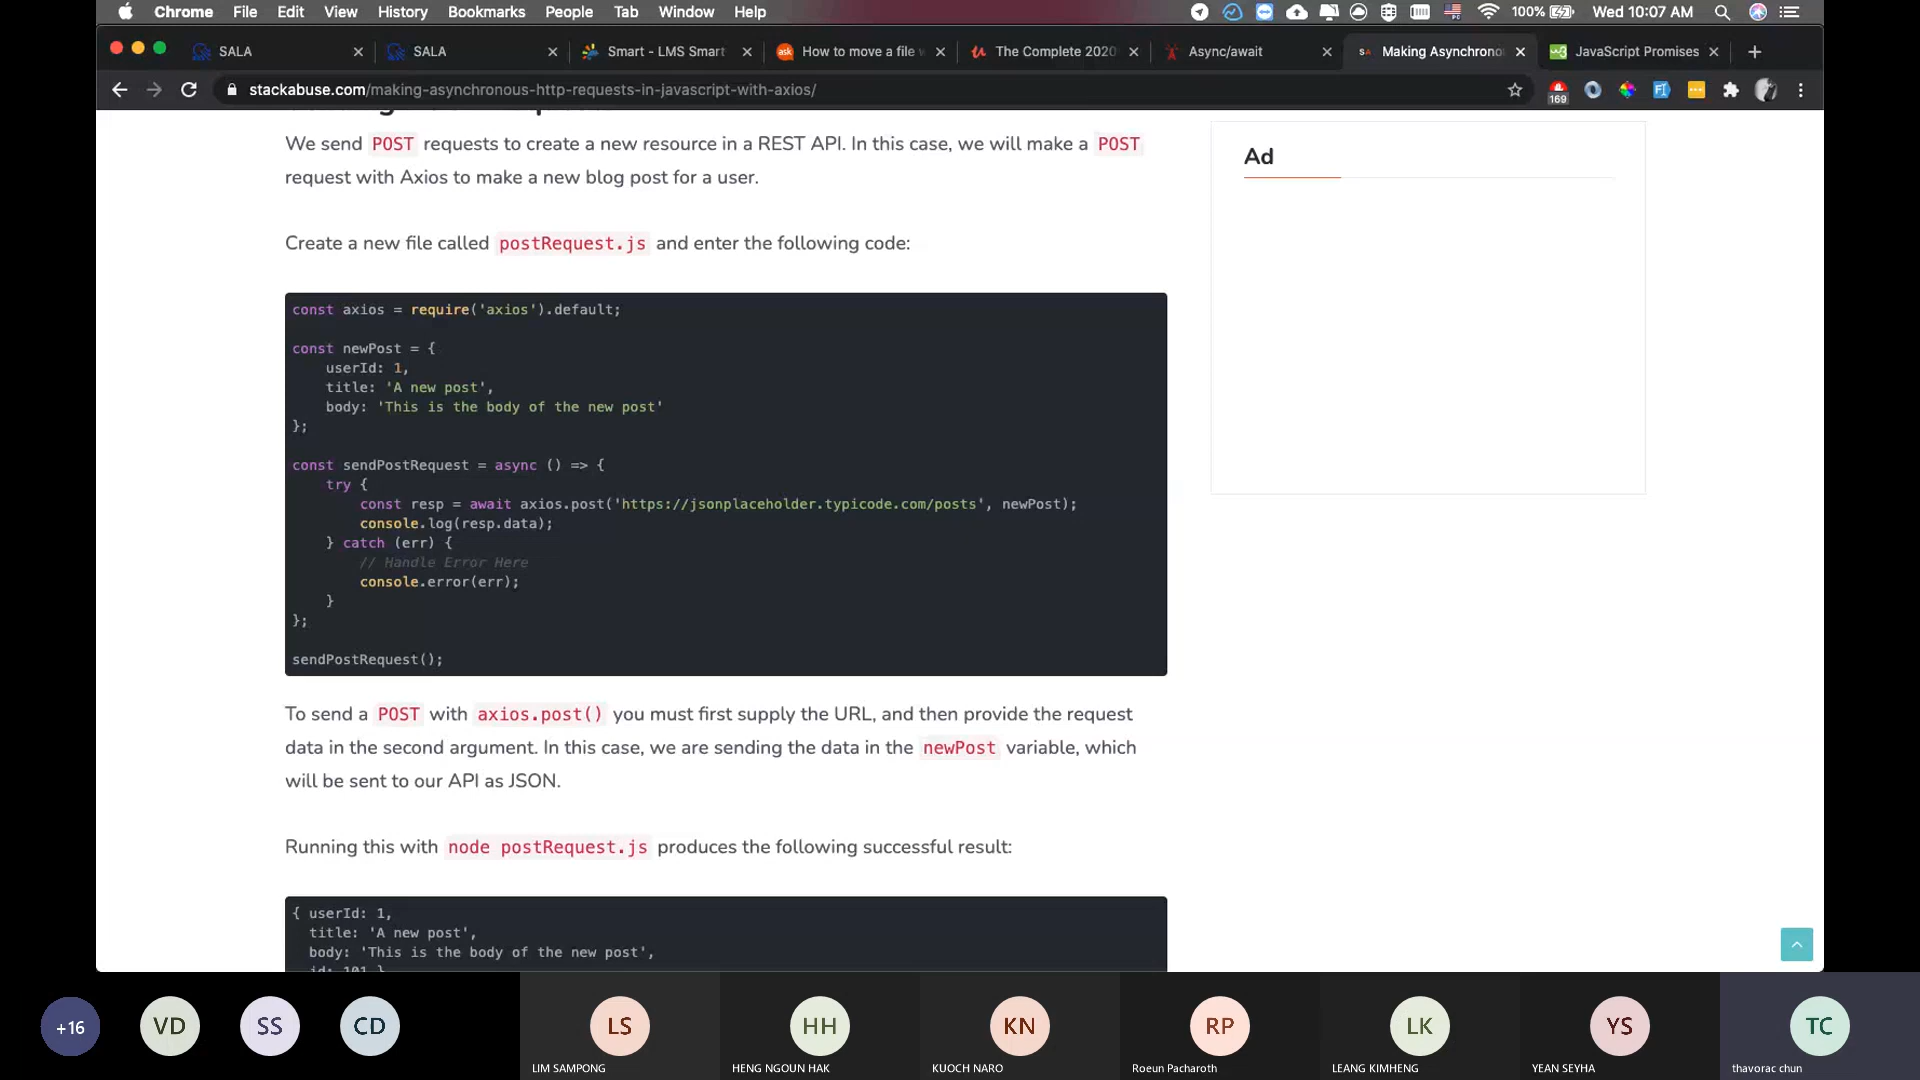 Chrome File Edit View History Bookmarks People Tab Window Help 100% Wed 10:07 AM
SALA SALA Smart - LMS Smart How to move a file The Complete 2020 Async/await Making Asynchrono JavaScript Promises
stackabuse.com/making-asynchronous-http-requests-in-javascript-with-axios/ 169
We send POST requests to create a new resource in a REST API. In this case, we will make a POST
request with Axios to make a new blog post for a user.
Create a new file called postRequest.js and enter the following code:
const axios = require('axios').default;
const newPost = {
userId: 1,
title: 'A new post',
body: 'This is the body of the new post'
};
const sendPostRequest = async () => {
try {
const resp = await axios.post('https://jsonplaceholder.typicode.com/posts', newPost);
console.log(resp.data);
} catch (err) {
// Handle Error Here
console.error(err);
}
};
sendPostRequest();
To send a POST with axios.post() you must first supply the URL, and then provide the request
data in the second argument. In this case, we are sending the data in the newPost variable, which
will be sent to our API as JSON.
Running this with node postRequest.js produces the following successful result:
{ userId: 1,
title: 'A new post',
body: 'This is the body of the new post',
id: 101 }
Ad
+16 VD SS CD LS HH KN RP LK YS TC
LIM SAMPONG HENG NGOUN HAK KUOCH NARO Roeun Pacharoth LEANG KIMHENG YEAN SEYHA thavorac chun